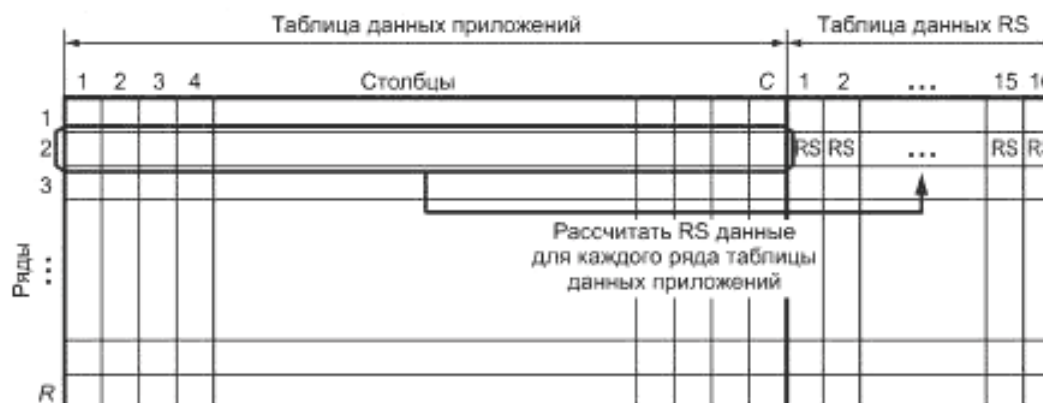 Таблица данных приложений Таблица данных RS
1 2 3 4 Столбцы C 1 2 ... 15
1
2 RS RS ... RS
3
Рассчитать RS данные
для каждого ряда таблицы
данных приложений
Ряды
...
R